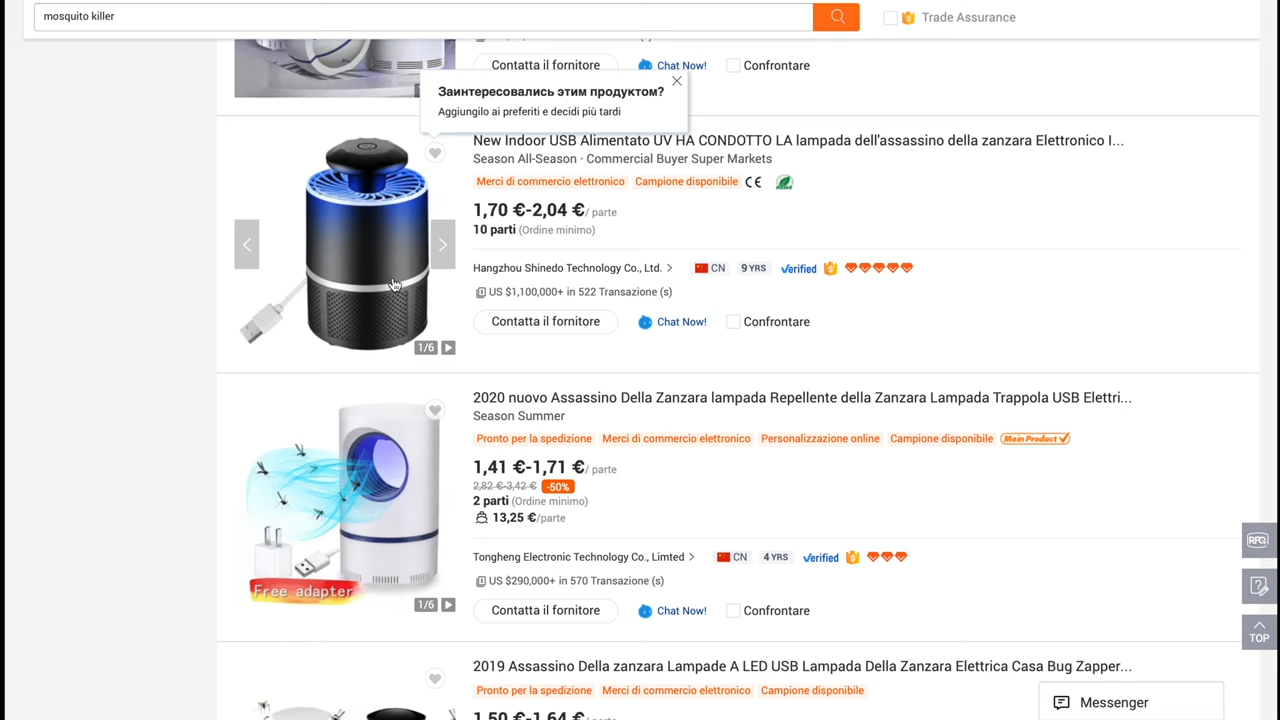 mosquito killer
Trade Assurance
Contatta il fornitore Chat Now! Confrontare
Заинтересовались этим продуктом?
Aggiungilo ai preferiti e decidi più tardi
New Indoor USB Alimentato UV HA CONDOTTO LA lampada dell'assassino della zanzara Elettronico I...
Season All-Season · Commercial Buyer Super Markets
Merci di commercio elettronico Campione disponibile CE
1,70 €-2,04 €/ parte
10 parti (Ordine minimo)
Hangzhou Shinedo Technology Co., Ltd. > CN 9 YRS Verified
US $1,100,000+ in 522 Transazione (s)
Contatta il fornitore Chat Now! Confrontare
1/6
2020 nuovo Assassino Della Zanzara lampada Repellente della Zanzara Lampada Trappola USB Elettri...
Season Summer
Pronto per la spedizione Merci di commercio elettronico Personalizzazione online Campione disponibile Main Product
1,41 €-1,71 €/ parte
2,82 €-3,42 € -50%
2 parti (Ordine minimo)
13,25 €/parte
Tongheng Electronic Technology Co., Limted > CN 4 YRS Verified
US $290,000+ in 570 Transazione (s)
Contatta il fornitore Chat Now! Confrontare
Free adapter
1/6
RFQ
TOP
2019 Assassino Della zanzara Lampade A LED USB Lampada Della Zanzara Elettrica Casa Bug Zapper...
Pronto per la spedizione Merci di commercio elettronico Campione disponibile
1,50 €-1,64 €/ parte
Messenger